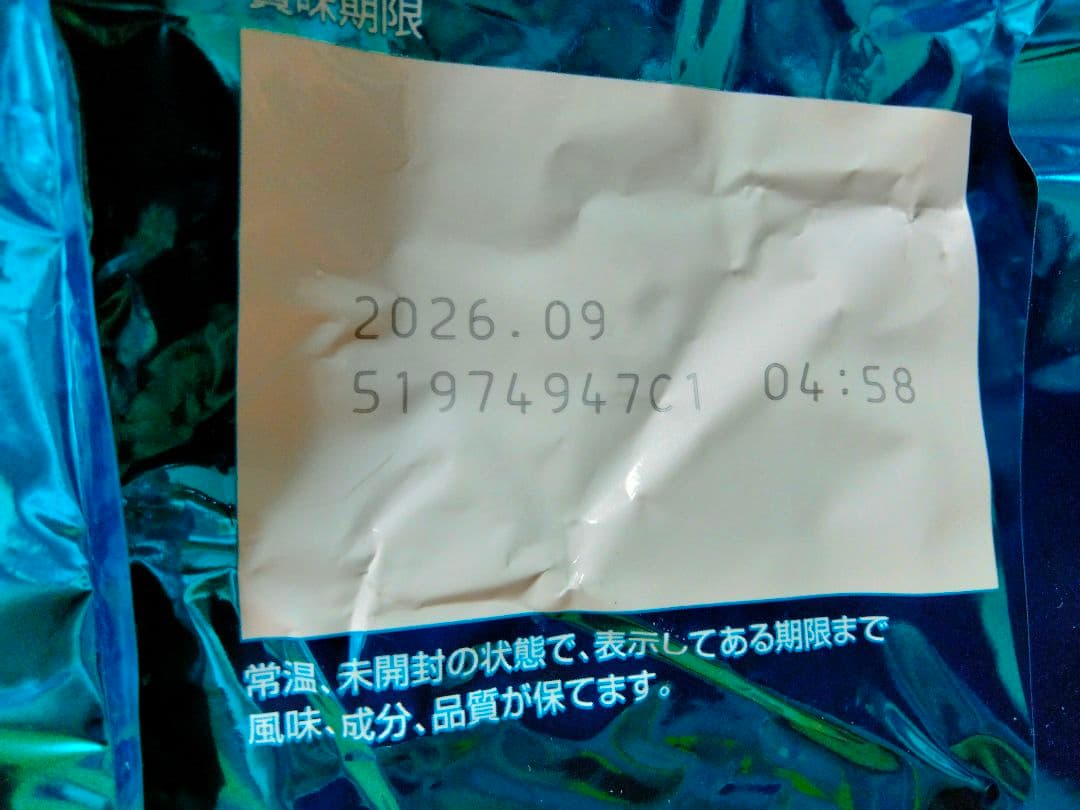 賞味期限
2026.09
51974947C1 04:58
常温、未開封の状態で、表示してある期限まで
風味、成分、品質が保てます。